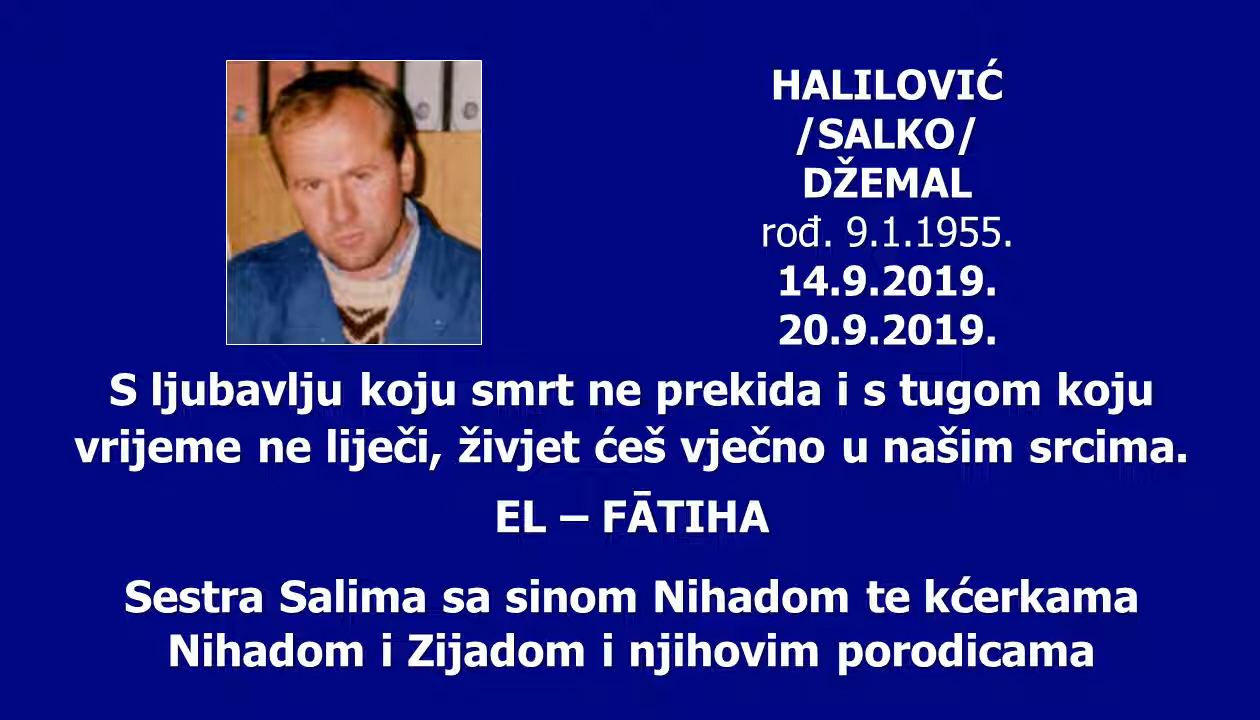 HALILOVIĆ
/SALKO/
DŽEMAL
rođ. 9.1.1955.
14.9.2019.
20.9.2019.
S ljubavlju koju smrt ne prekida i s tugom koju
vrijeme ne liječi, živjet ćeš vječno u našim srcima.
EL – FĀTIHA
Sestra Salima sa sinom Nihadom te kćerkama
Nihadom i Zijadom i njihovim porodicama